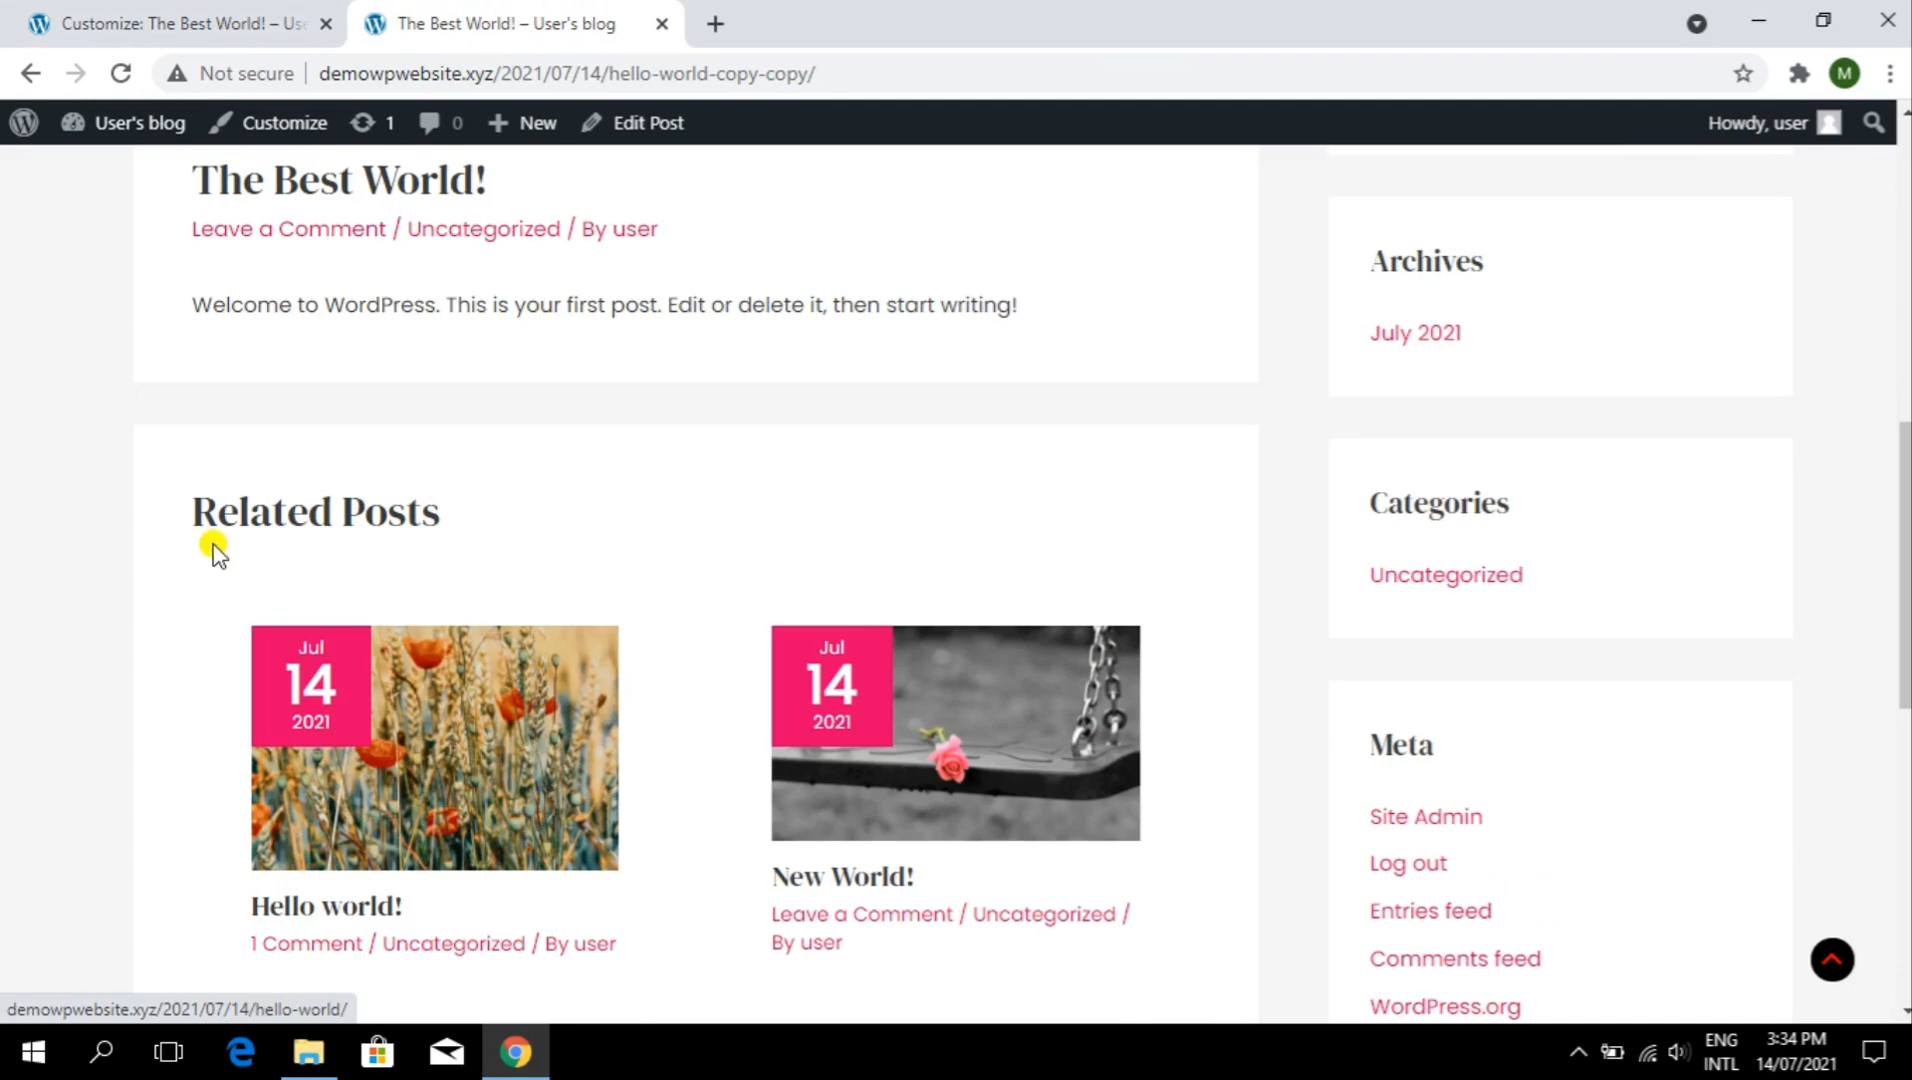 Customize: The Best World! – Use
The Best World! – User's blog
Not secure
demowpwebsite.xyz/2021/07/14/hello-world-copy-copy/
M
User's blog
Customize
1
0
New
Edit Post
Howdy, user
The Best World!
Leave a Comment / Uncategorized / By user
Welcome to WordPress. This is your first post. Edit or delete it, then start writing!
Related Posts
Jul
14
2021
Hello world!
1 Comment / Uncategorized / By user
Jul
14
2021
New World!
Leave a Comment / Uncategorized /
By user
Archives
July 2021
Categories
Uncategorized
Meta
Site Admin
Log out
Entries feed
Comments feed
WordPress.org
demowpwebsite.xyz/2021/07/14/hello-world/
ENG
INTL
3:34 PM
14/07/2021